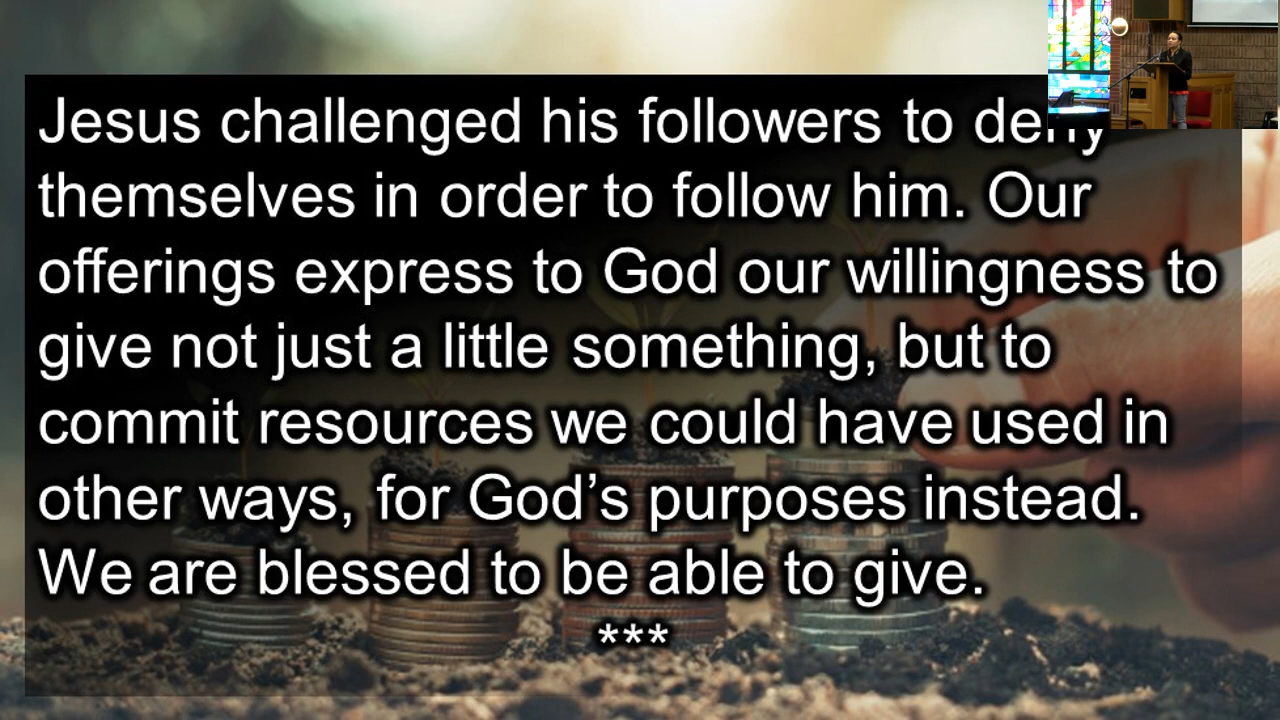 Jesus challenged his followers to deny
themselves in order to follow him. Our
offerings express to God our willingness to
give not just a little something, but to
commit resources we could have used in
other ways, for God’s purposes instead.
We are blessed to be able to give.
***